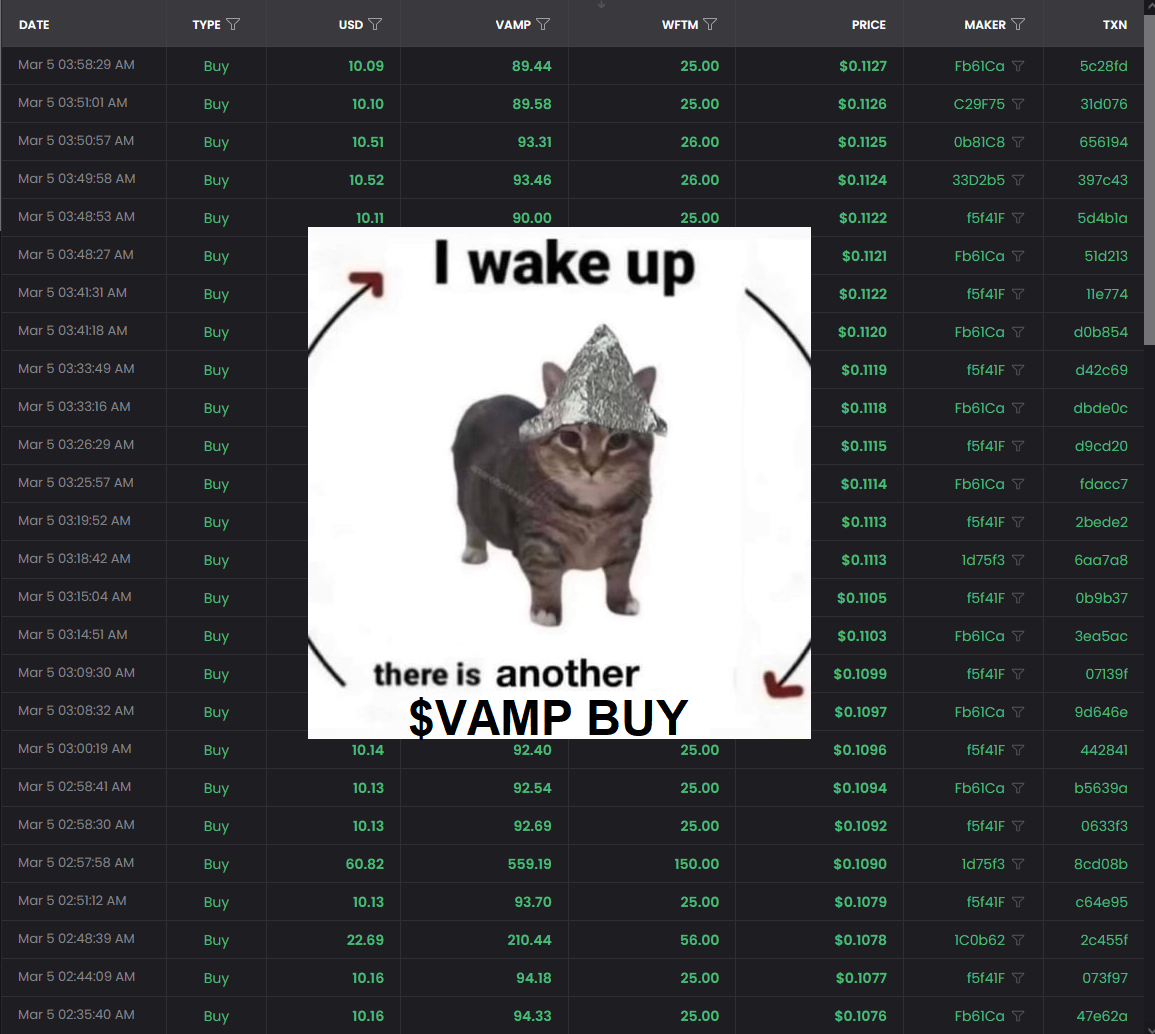 DATE TYPE USD VAMP WFTM PRICE MAKER TXN
Mar 5 03:58:29 AM Buy 10.09 89.44 25.00 $0.1127 Fb61Ca 5c28fd
Mar 5 03:51:01 AM Buy 10.10 89.58 25.00 $0.1126 C29F75 31d076
Mar 5 03:50:57 AM Buy 10.51 93.31 26.00 $0.1125 0b81C8 656194
Mar 5 03:49:58 AM Buy 10.52 93.46 26.00 $0.1124 33D2b5 397c43
Mar 5 03:48:53 AM Buy 10.11 90.00 25.00 $0.1122 f5f41F 5d4b1a
Mar 5 03:48:27 AM Buy $0.1121 Fb61Ca 51d213
Mar 5 03:41:31 AM Buy $0.1122 f5f41F 11e774
Mar 5 03:41:18 AM Buy $0.1120 Fb61Ca d0b854
Mar 5 03:33:49 AM Buy $0.1119 f5f41F d42c69
Mar 5 03:33:16 AM Buy $0.1118 Fb61Ca dbde0c
Mar 5 03:26:29 AM Buy $0.1115 f5f41F d9cd20
Mar 5 03:25:57 AM Buy $0.1114 Fb61Ca fdacc7
Mar 5 03:19:52 AM Buy $0.1113 f5f41F 2bede2
Mar 5 03:18:42 AM Buy $0.1113 1d75f3 6aa7a8
Mar 5 03:15:04 AM Buy $0.1105 f5f41F 0b9b37
Mar 5 03:14:51 AM Buy $0.1103 Fb61Ca 3ea5ac
Mar 5 03:09:30 AM Buy $0.1099 f5f41F 07139f
Mar 5 03:08:32 AM Buy $0.1097 Fb61Ca 9d646e
Mar 5 03:00:19 AM Buy 10.14 92.40 25.00 $0.1096 f5f41F 442841
Mar 5 02:58:41 AM Buy 10.13 92.54 25.00 $0.1094 Fb61Ca b5639a
Mar 5 02:58:30 AM Buy 10.13 92.69 25.00 $0.1092 f5f41F 0633f3
Mar 5 02:57:58 AM Buy 60.82 559.19 150.00 $0.1090 1d75f3 8cd08b
Mar 5 02:51:12 AM Buy 10.13 93.70 25.00 $0.1079 f5f41F c64e95
Mar 5 02:48:39 AM Buy 22.69 210.44 56.00 $0.1078 1C0b62 2c455f
Mar 5 02:44:09 AM Buy 10.16 94.18 25.00 $0.1077 f5f41F 073f97
Mar 5 02:35:40 AM Buy 10.16 94.33 25.00 $0.1076 Fb61Ca 47e62a
I wake up
there is another
$VAMP BUY